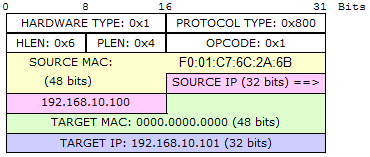 0 8 16 31 Bits
HARDWARE TYPE: 0x1 PROTOCOL TYPE: 0x800
HLEN: 0x6 PLEN: 0x4 OPCODE: 0x1
SOURCE MAC: F0:01:C7:6C:2A:6B
(48 bits) SOURCE IP (32 bits) ==>
192.168.10.100
TARGET MAC: 0000.0000.0000 (48 bits)
TARGET IP: 192.168.10.101 (32 bits)